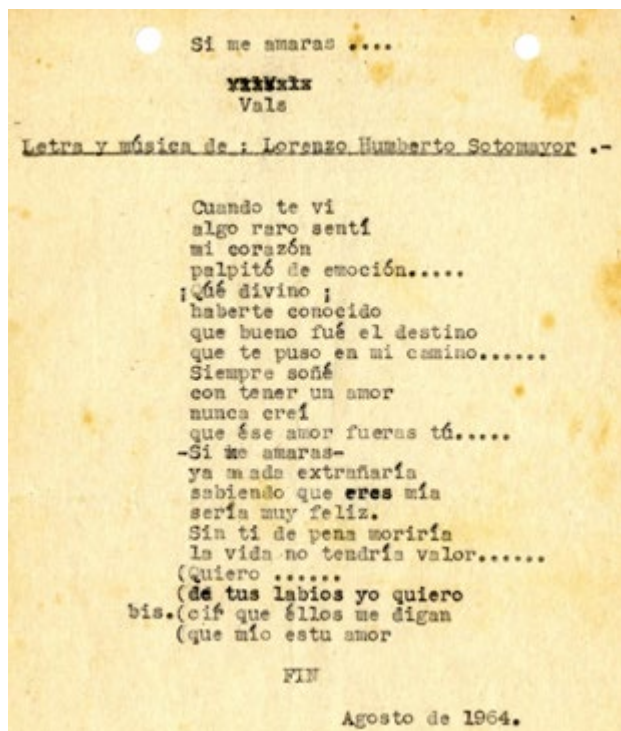 Si me amaras ....
Vals
Letra y música de : Lorenzo Humberto Sotomayor .-
Cuando te vi
algo raro sentí
mi corazón
palpitó de emoción.....
¡Qúé divino ¡
haberte conocido
que bueno fué el destino
que te puso en mi camino......
Siempre soñé
con tener un amor
nunca creí
que ése amor fueras tú.....
-Si me amaras-
ya a nada extrañaría
sabiendo que eres mía
sería muy feliz.
Sin ti de pena moriría
la vida no tendría valor......
(Quiero ......
(de tus labios yo quiero
bis.(oir que éllos me digan
(que mío estu amor
FIN
Agosto de 1964.